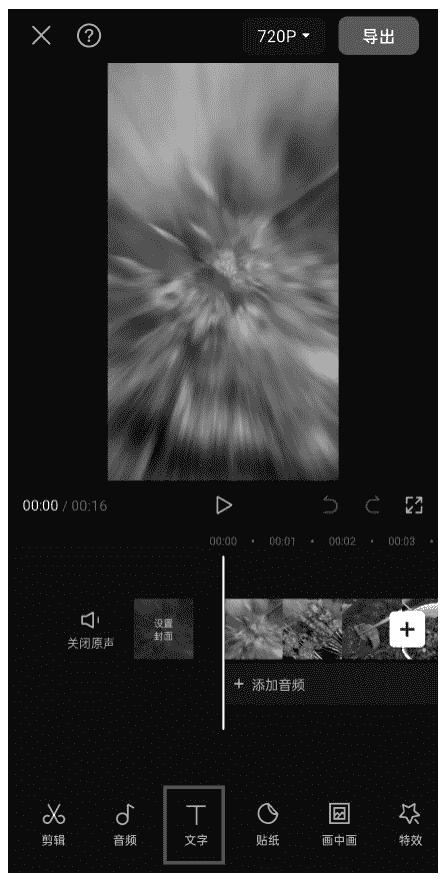 720P
导出
00:00 / 00:16
00:00 00:01 00:02 00:03
关闭原声
设置
封面
+ 添加音频
剪辑 音频 文字 贴纸 画中画 特效